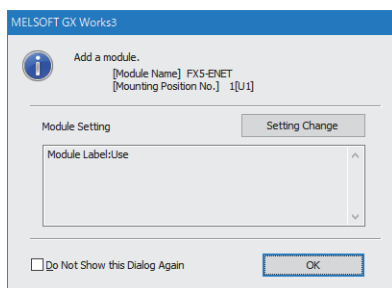 MELSOFT GX Works3
Add a module.
[Module Name] FX5-ENET
[Mounting Position No.] 1[U1]
Module Setting
Setting Change
Module Label:Use
Do Not Show this Dialog Again
OK